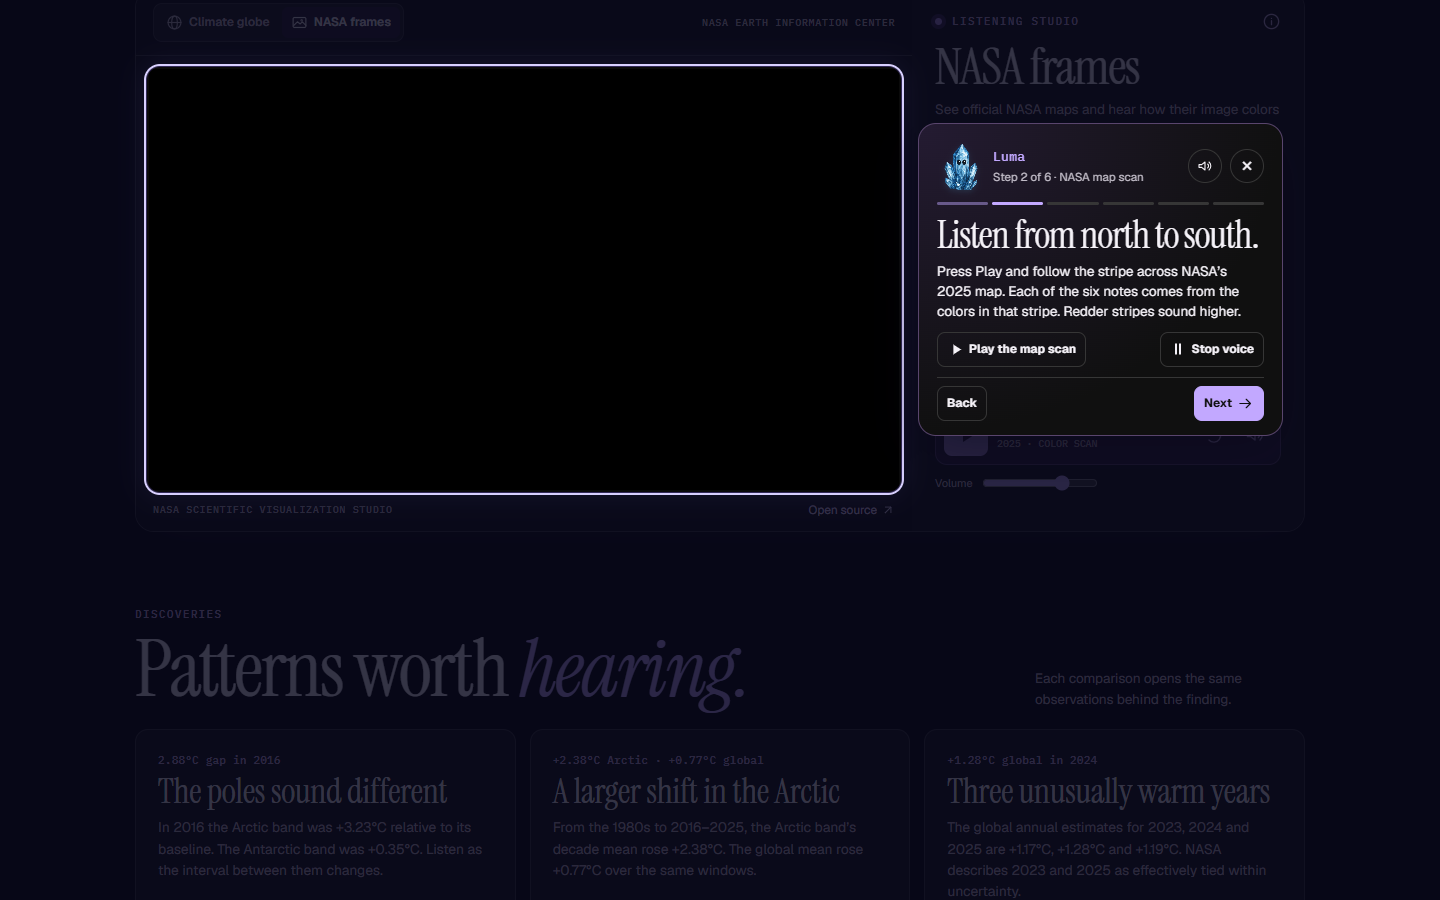 Climate globe
NASA frames
NASA EARTH INFORMATION CENTER
LISTENING STUDIO
NASA frames
See official NASA maps and hear how their image colors
Luma
Step 2 of 6 · NASA map scan
Listen from north to south.
Press Play and follow the stripe across NASA’s
2025 map. Each of the six notes comes from the
colors in that stripe. Redder stripes sound higher.
Play the map scan
Stop voice
Back
Next
2025 · COLOR SCAN
Volume
NASA SCIENTIFIC VISUALIZATION STUDIO
Open source
DISCOVERIES
Patterns worth hearing.
Each comparison opens the same
observations behind the finding.
2.88°C gap in 2016
The poles sound different
In 2016 the Arctic band was +3.23°C relative to its
baseline. The Antarctic band was +0.35°C. Listen as
the interval between them changes.
+2.38°C Arctic · +0.77°C global
A larger shift in the Arctic
From the 1980s to 2016–2025, the Arctic band’s
decade mean rose +2.38°C. The global mean rose
+0.77°C over the same windows.
+1.28°C global in 2024
Three unusually warm years
The global annual estimates for 2023, 2024 and
2025 are +1.17°C, +1.28°C and +1.19°C. NASA
describes 2023 and 2025 as effectively tied within
uncertainty.